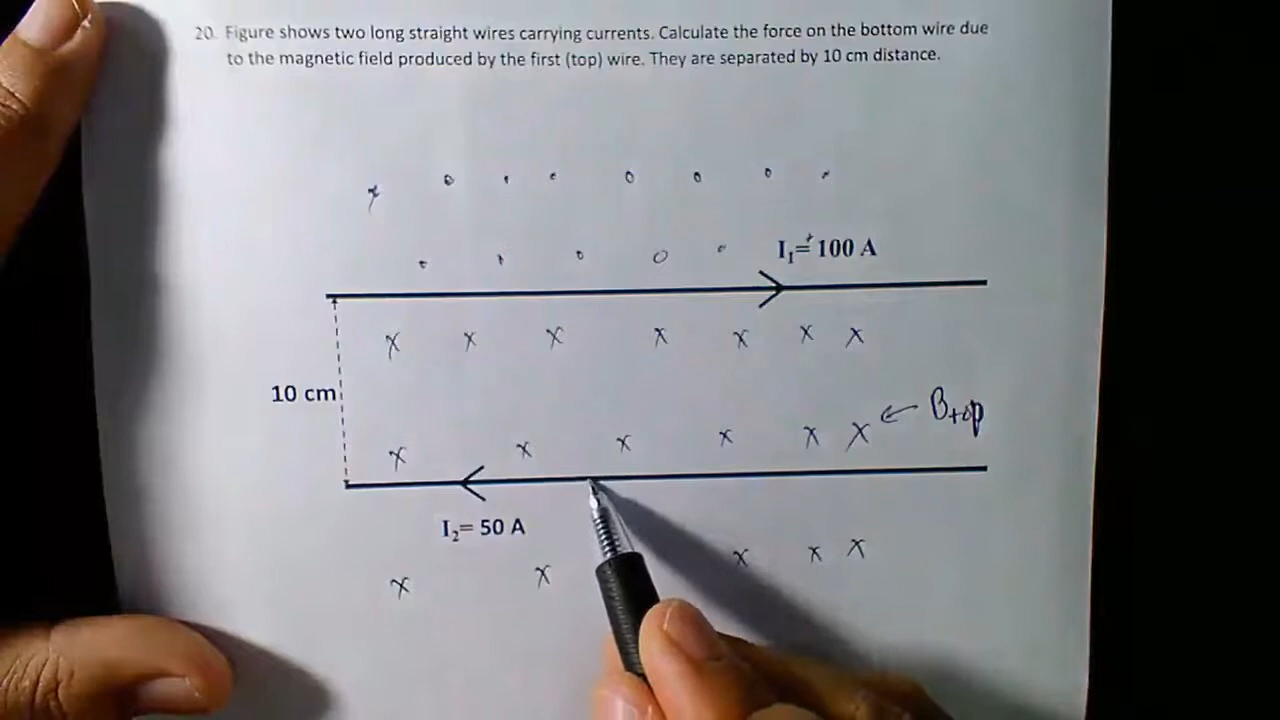 20. Figure shows two long straight wires carrying currents. Calculate the force on the bottom wire due
to the magnetic field produced by the first (top) wire. They are separated by 10 cm distance.
I₁= 100 A
x x x x x x x
10 cm
B_top
x x x x x x
I₂= 50 A
x x x x x